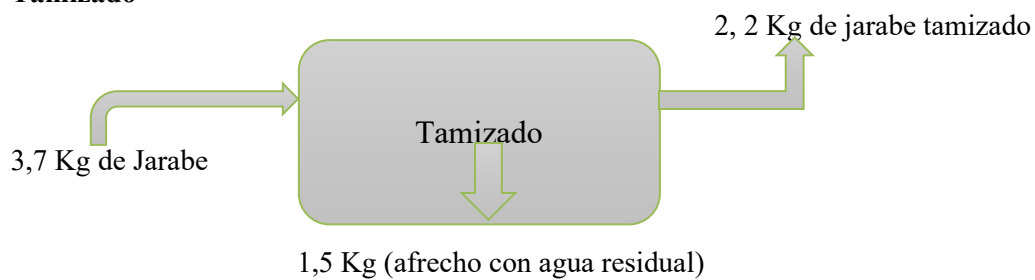 Tamizado
2, 2 Kg de jarabe tamizado
Tamizado
3,7 Kg de Jarabe
1,5 Kg (afrecho con agua residual)